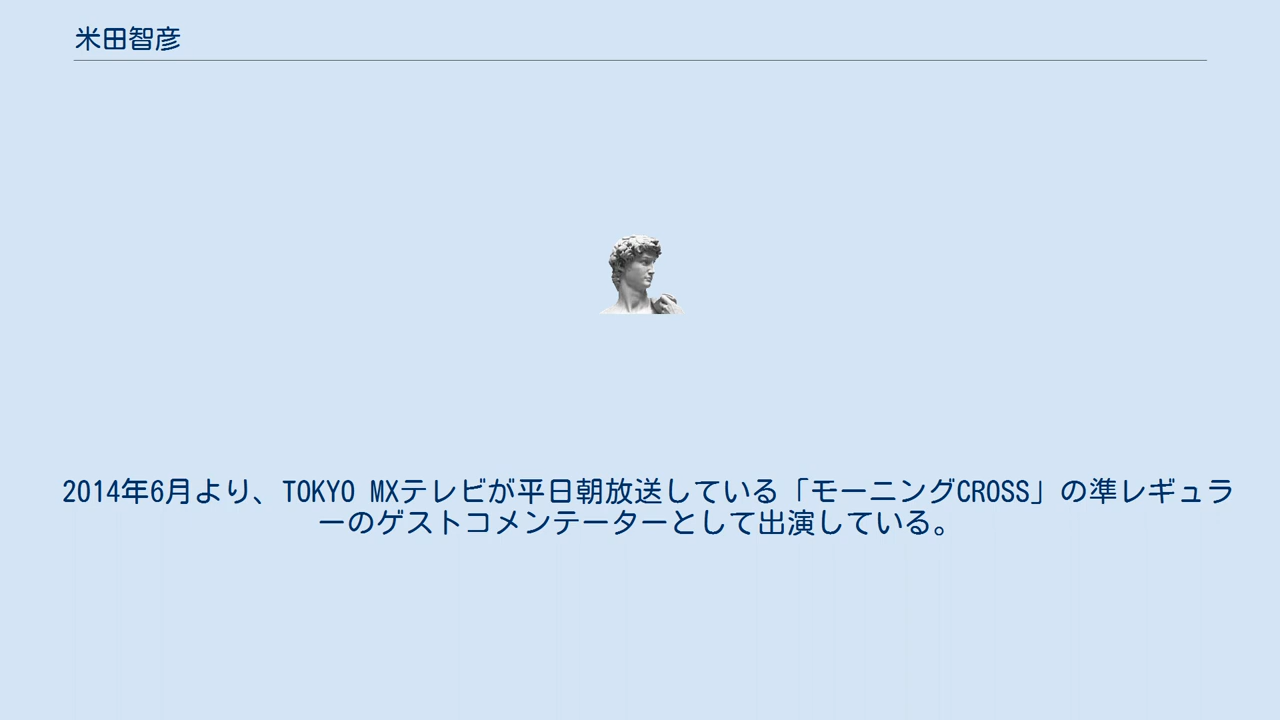 米田智彦
2014年6月より、TOKYO MXテレビが平日朝放送している「モーニングCROSS」の準レギュラ
ーのゲストコメンテーターとして出演している。